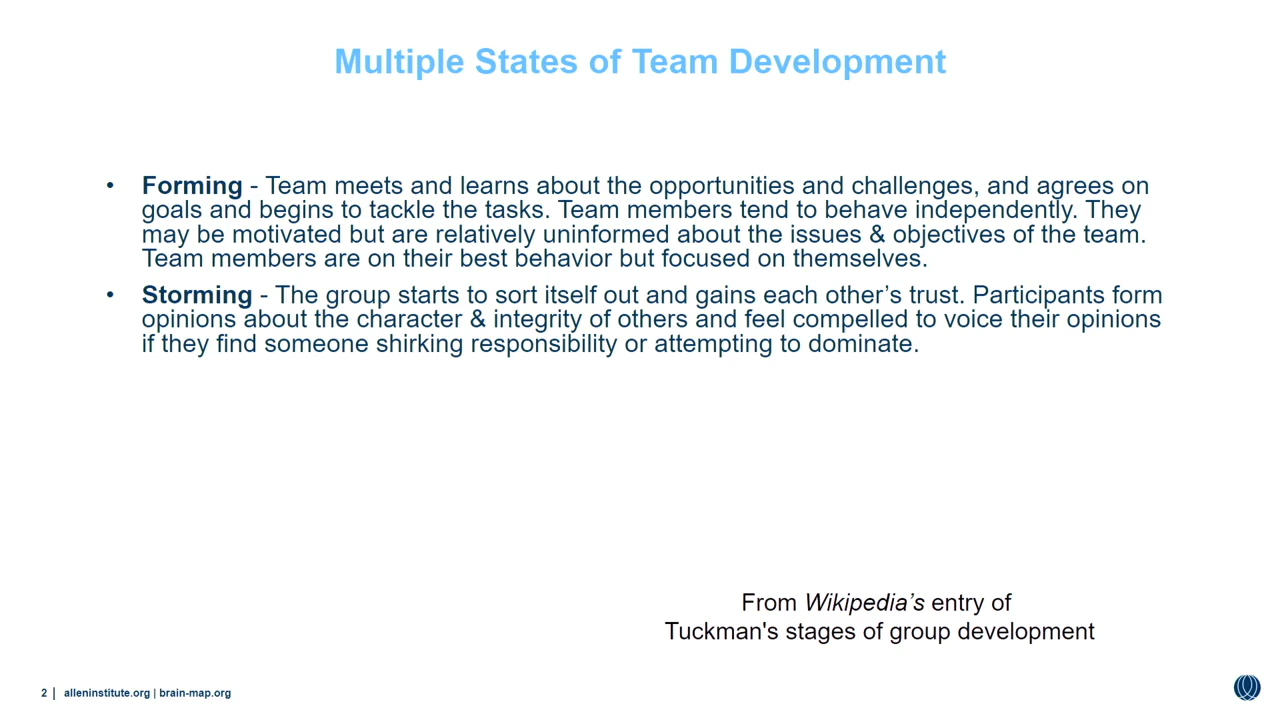 Multiple States of Team Development
• Forming - Team meets and learns about the opportunities and challenges, and agrees on
goals and begins to tackle the tasks. Team members tend to behave independently. They
may be motivated but are relatively uninformed about the issues & objectives of the team.
Team members are on their best behavior but focused on themselves.
• Storming - The group starts to sort itself out and gains each other’s trust. Participants form
opinions about the character & integrity of others and feel compelled to voice their opinions
if they find someone shirking responsibility or attempting to dominate.
From Wikipedia’s entry of
Tuckman's stages of group development
2 | alleninstitute.org | brain-map.org